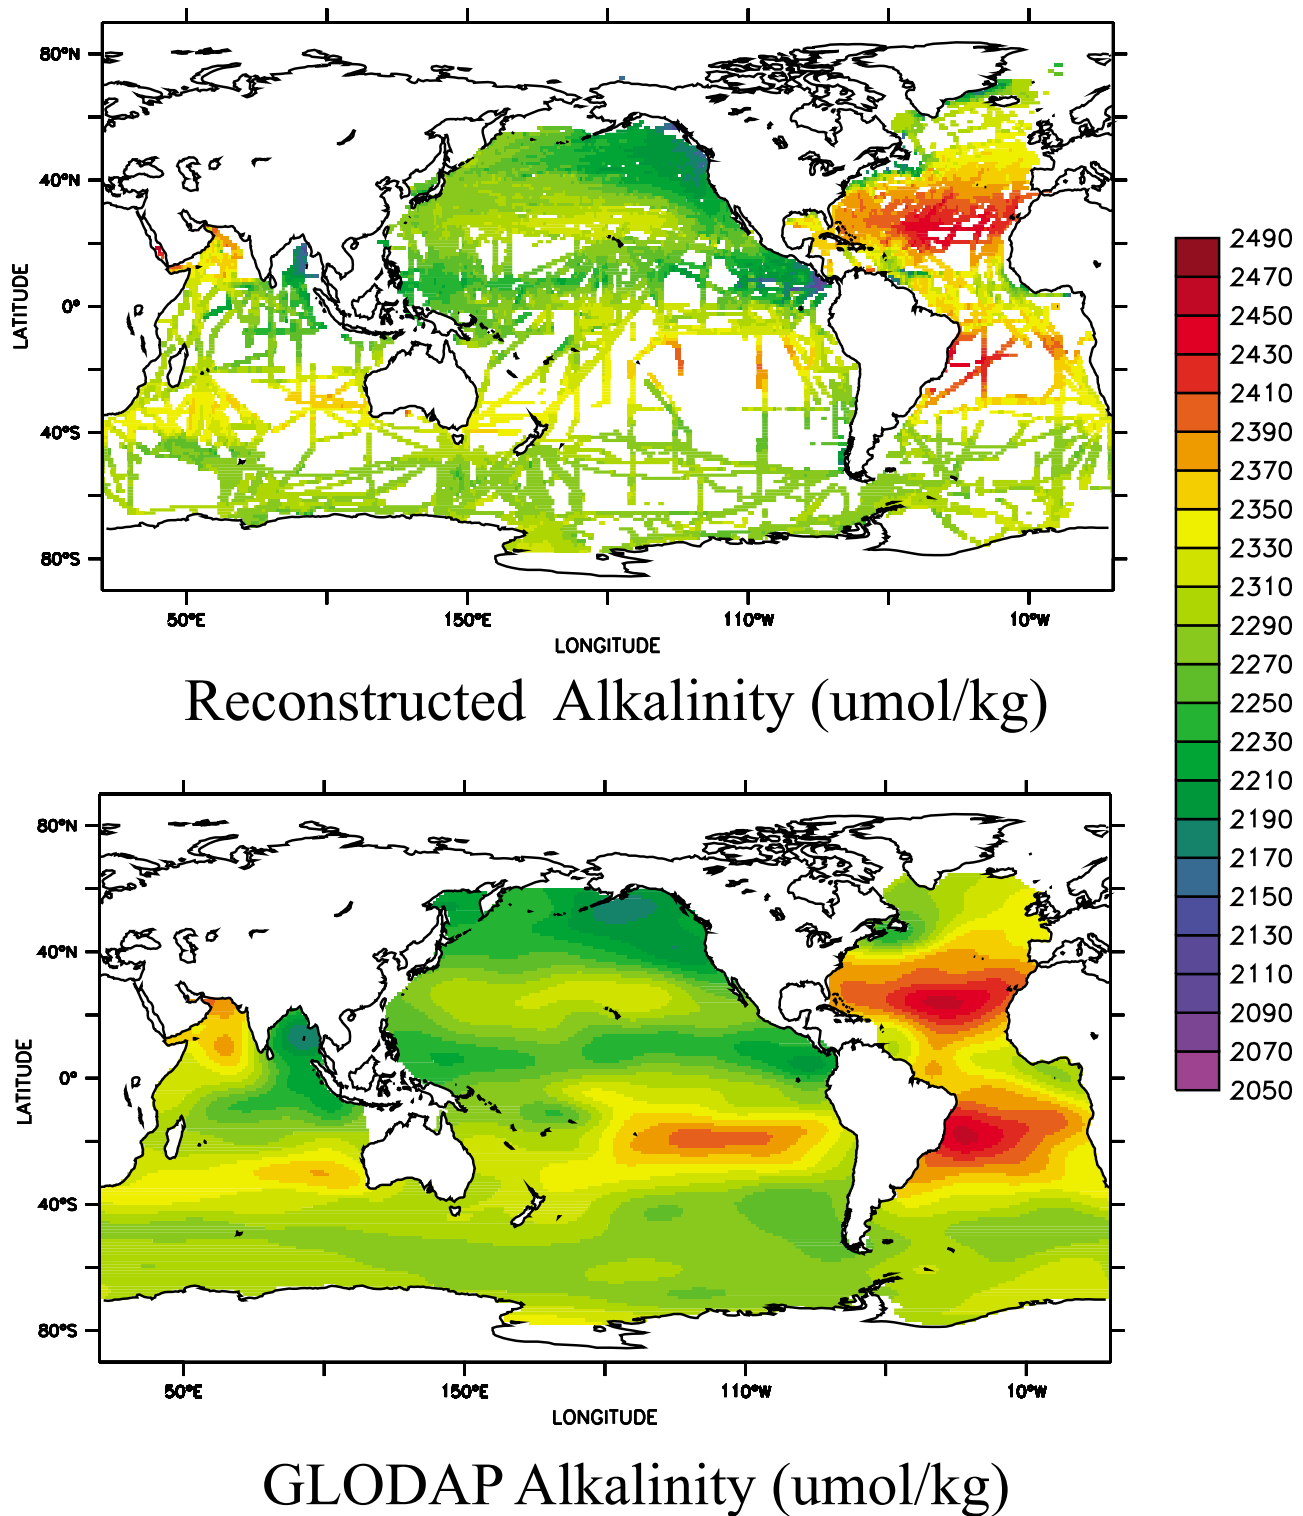 80°N
40°N
0°
40°S
80°S
LATITUDE
50°E 150°E 110°W 10°W
LONGITUDE
Reconstructed Alkalinity (umol/kg)
2490
2470
2450
2430
2410
2390
2370
2350
2330
2310
2290
2270
2250
2230
2210
2190
2170
2150
2130
2110
2090
2070
2050
80°N
40°N
0°
40°S
80°S
LATITUDE
50°E 150°E 110°W 10°W
LONGITUDE
GLODAP Alkalinity (umol/kg)